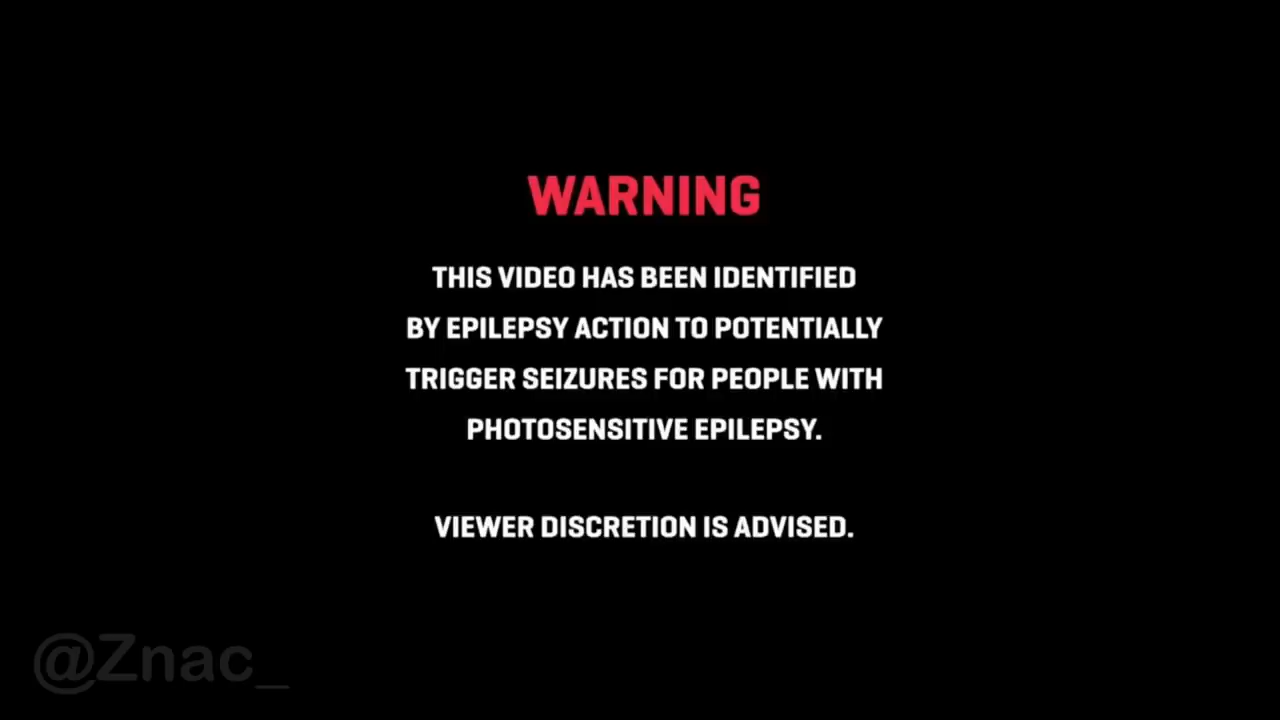 WARNING
THIS VIDEO HAS BEEN IDENTIFIED
BY EPILEPSY ACTION TO POTENTIALLY
TRIGGER SEIZURES FOR PEOPLE WITH
PHOTOSENSITIVE EPILEPSY.
VIEWER DISCRETION IS ADVISED.
@Znac_